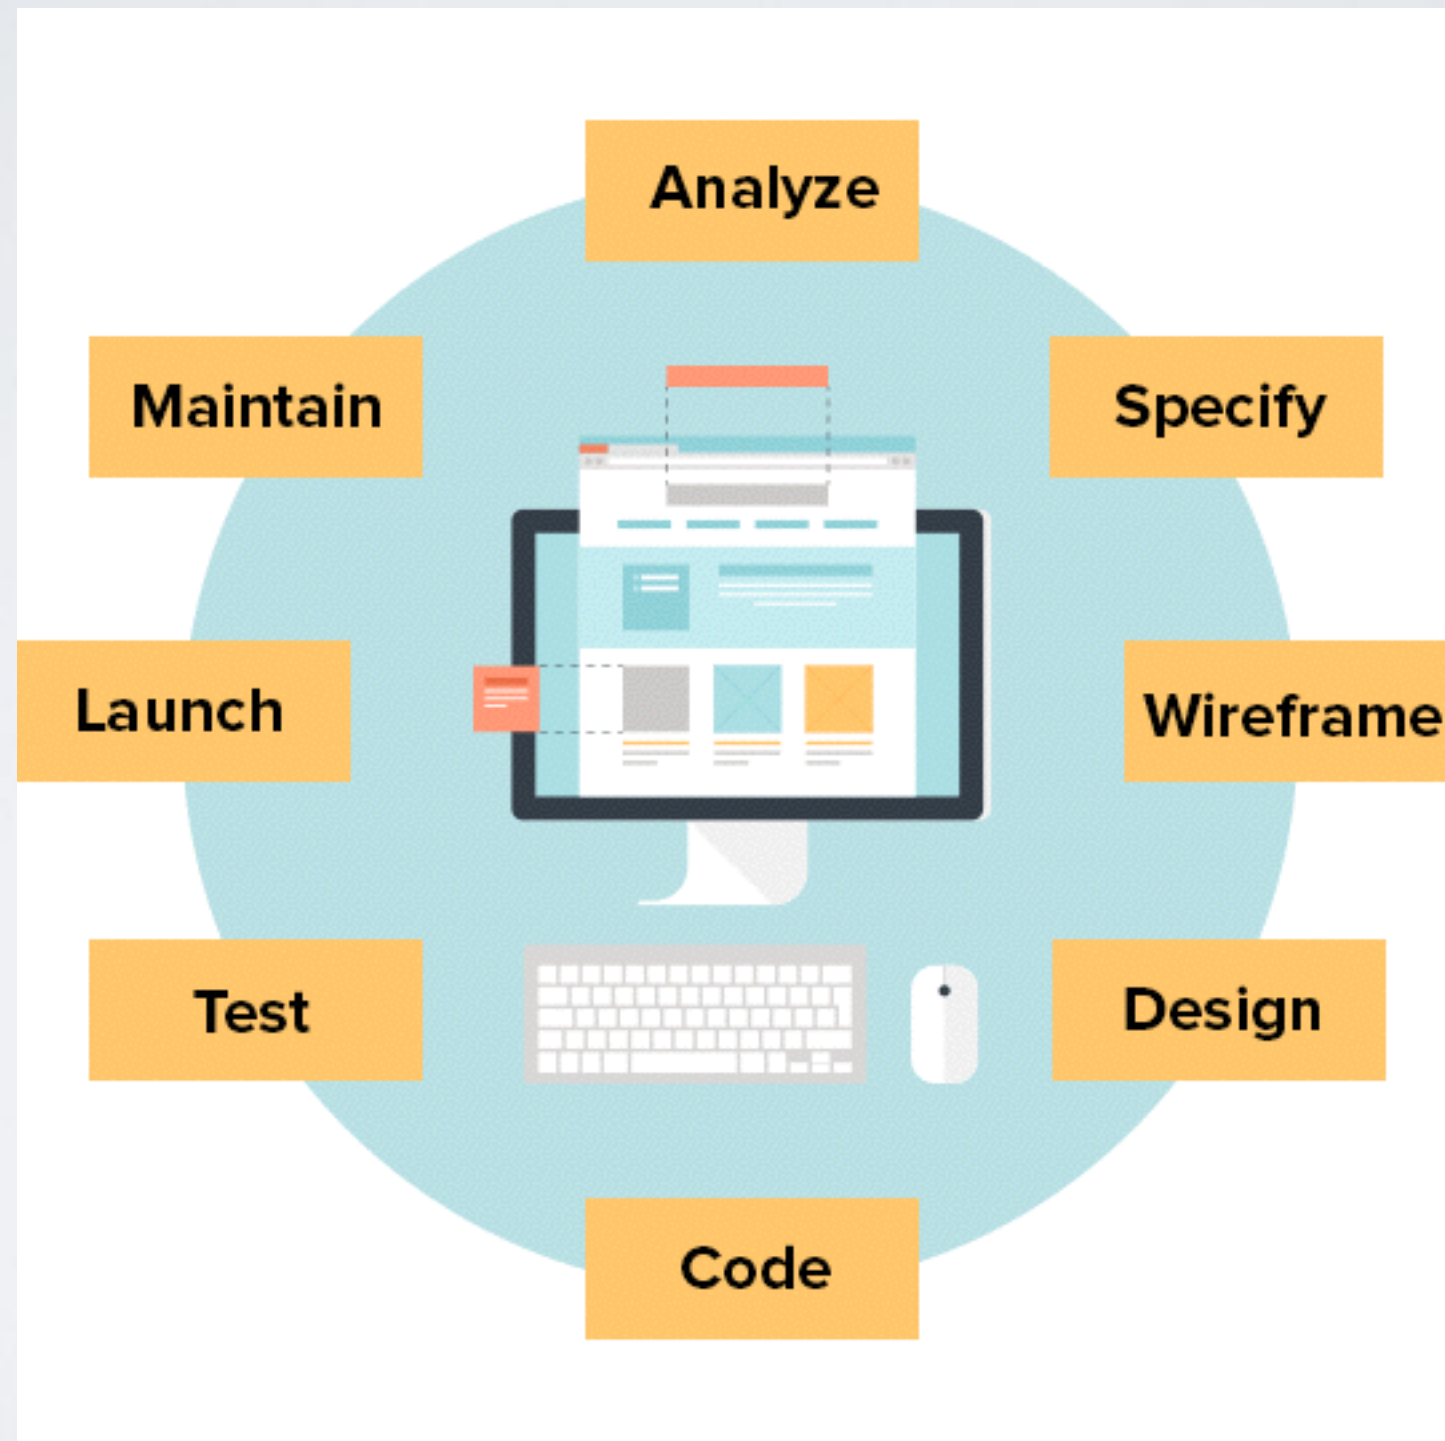 Analyze
Maintain
Specify
Launch
Wireframe
Test
Design
Code